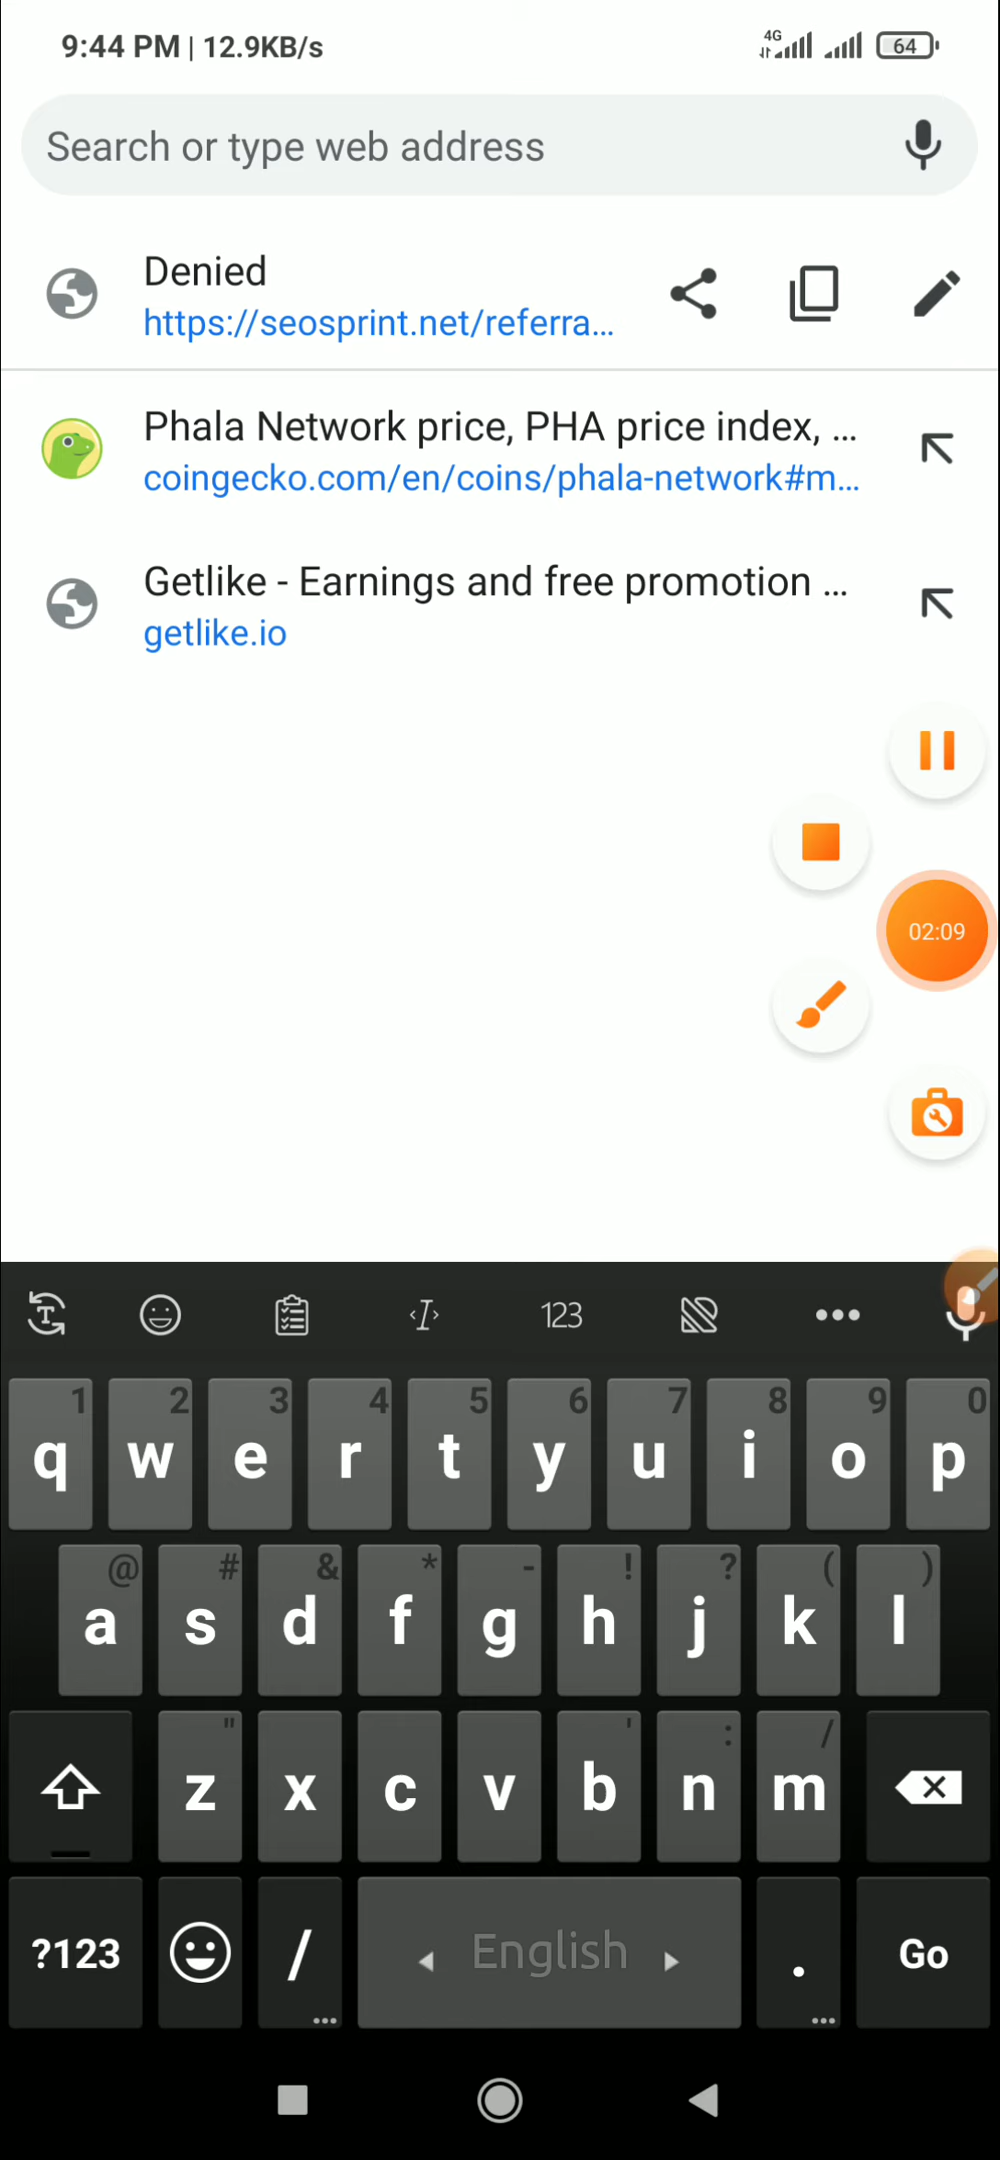 9:44 PM | 12.9KB/s 4G 64
Search or type web address
Denied
https://seosprint.net/referra...
Phala Network price, PHA price index, ...
coingecko.com/en/coins/phala-network#m...
Getlike - Earnings and free promotion ...
getlike.io
02:09
T I 123
1 2 3 4 5 6 7 8 9 0
q w e r t y u i o p
@ # & * - ! ? ( )
a s d f g h j k l
" ' : /
z x c v b n m
?123 / English . Go